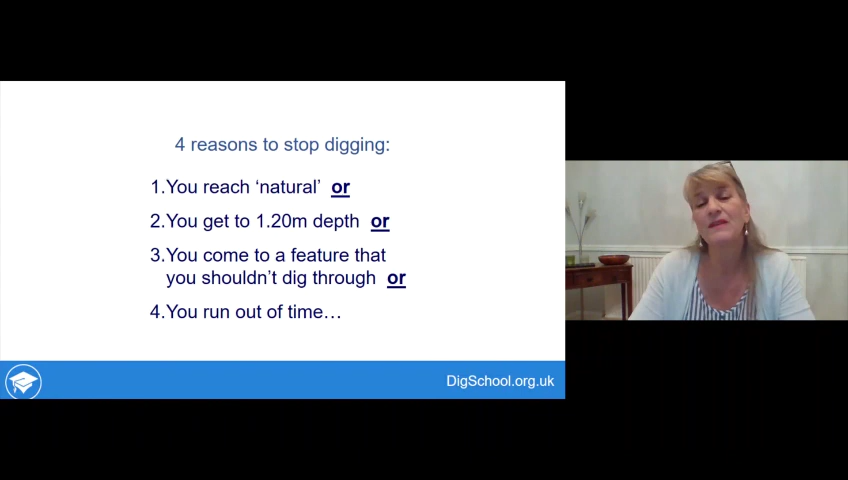 4 reasons to stop digging:
1.You reach ‘natural’ or
2.You get to 1.20m depth or
3.You come to a feature that
you shouldn’t dig through or
4.You run out of time…
DigSchool.org.uk